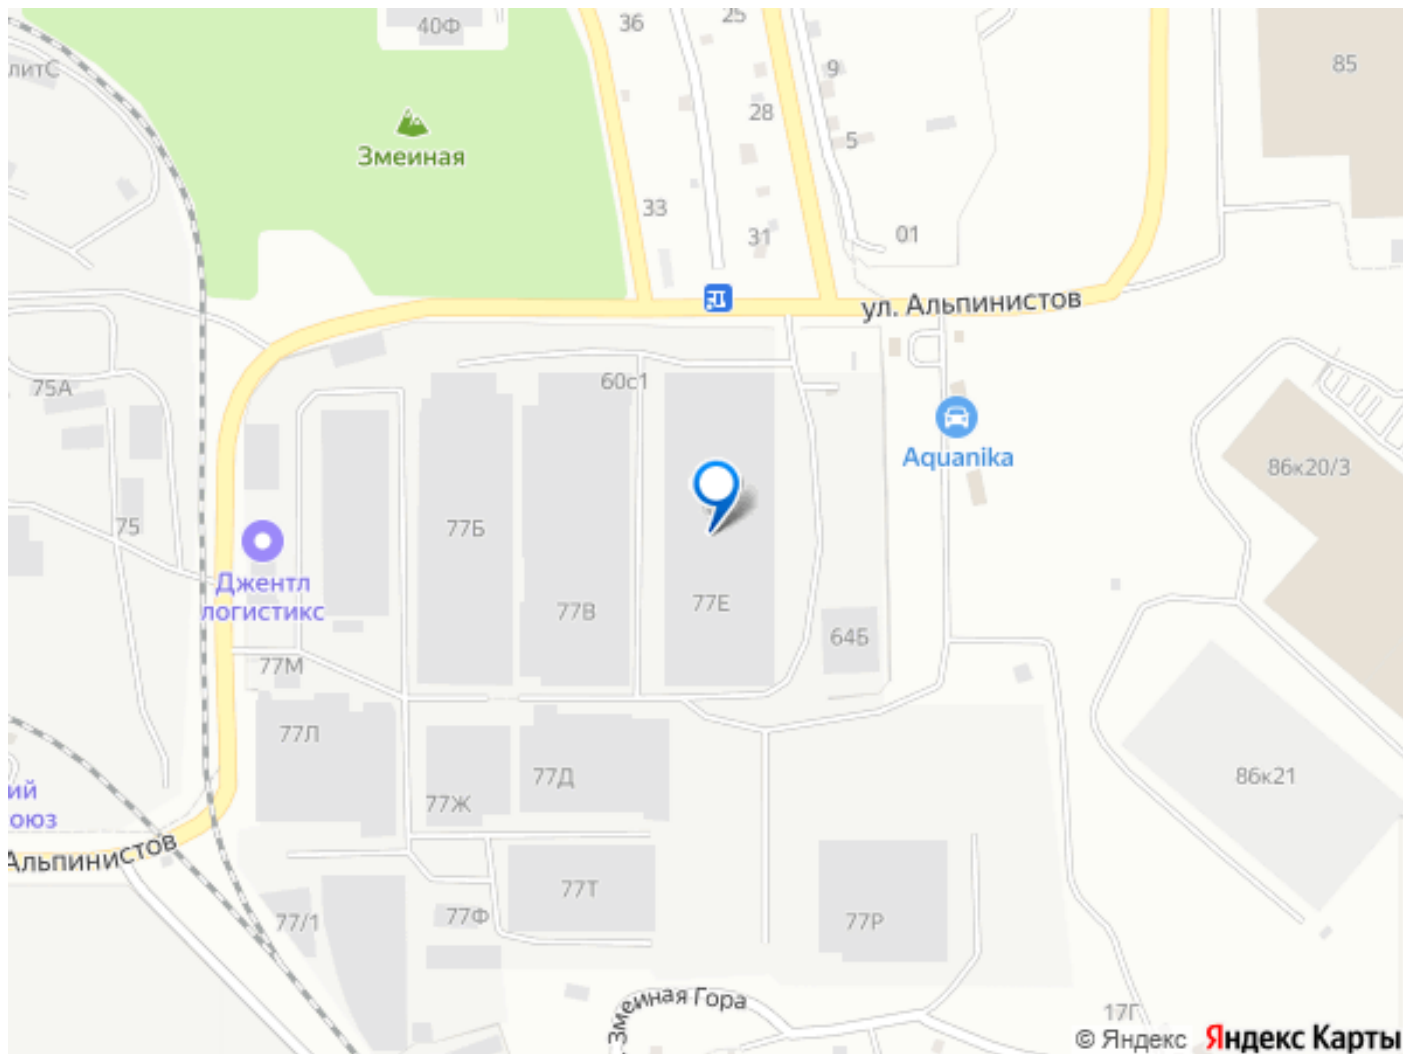 40Ф
36
25
литС
9
85
28
5
Змеиная
33
31
01
ул. Альпинистов
75А
60с1
Aquanika
86к20/3
77Б
75
Джентл
логистикс
77В
77Е
64Б
77М
77Л
77Д
86к21
ий
оюз
77Ж
Альпинистов
77Т
77/1
77Ф
77Р
Змеиная Гора
17Г
© Яндекс Яндекс Карты